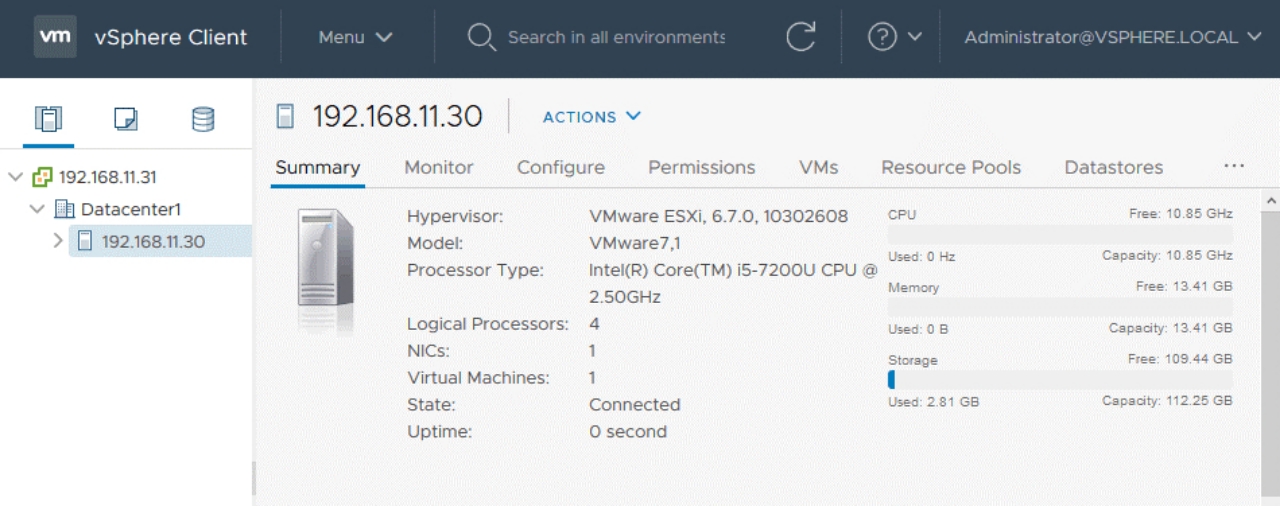 vm vSphere Client Menu Search in all environments ? Administrator@VSPHERE.LOCAL
192.168.11.30 ACTIONS
Summary Monitor Configure Permissions VMs Resource Pools Datastores ...
192.168.11.31
Datacenter1
192.168.11.30
Hypervisor: VMware ESXi, 6.7.0, 10302608
Model: VMware7,1
Processor Type: Intel(R) Core(TM) i5-7200U CPU @
2.50GHz
Logical Processors: 4
NICs: 1
Virtual Machines: 1
State: Connected
Uptime: 0 second
CPU Free: 10.85 GHz
Used: 0 Hz Capacity: 10.85 GHz
Memory Free: 13.41 GB
Used: 0 B Capacity: 13.41 GB
Storage Free: 109.44 GB
Used: 2.81 GB Capacity: 112.25 GB